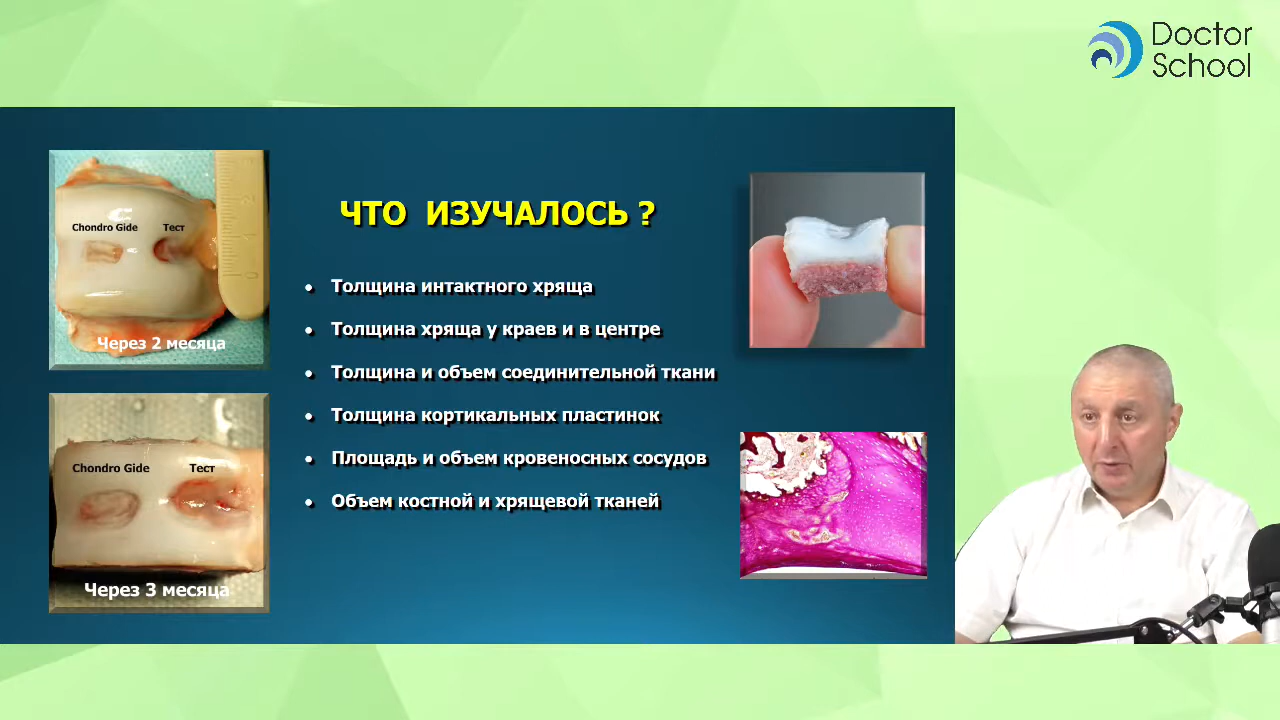 Doctor
School
ЧТО ИЗУЧАЛОСЬ ?
Chondro Gide Тест
Через 2 месяца
Chondro Gide Тест
Через 3 месяца
• Толщина интактного хряща
• Толщина хряща у краев и в центре
• Толщина и объем соединительной ткани
• Толщина кортикальных пластинок
• Площадь и объем кровеносных сосудов
• Объем костной и хрящевой тканей